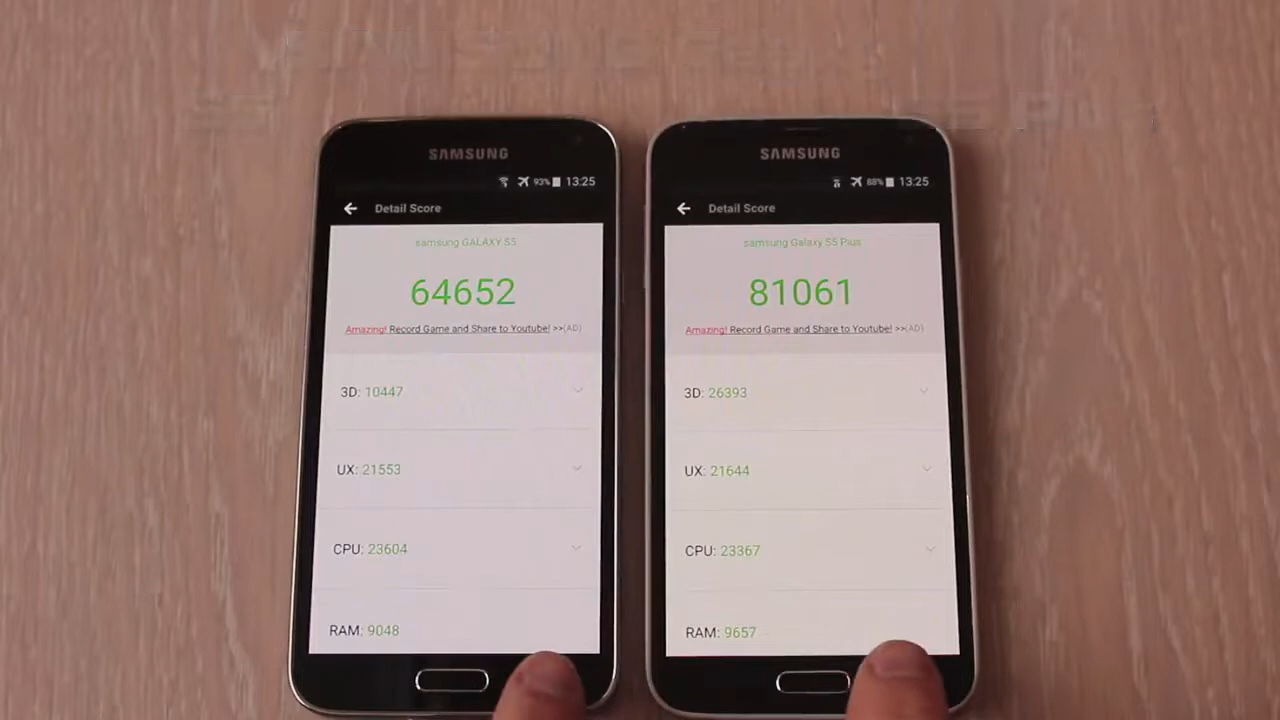 SAMSUNG
93% 13:25
Detail Score
samsung GALAXY S5
64652
Amazing! Record Game and Share to Youtube! >>(AD)
3D: 10447
UX: 21553
CPU: 23604
RAM: 9048
SAMSUNG
88% 13:25
Detail Score
samsung Galaxy S5 Plus
81061
Amazing! Record Game and Share to Youtube! >>(AD)
3D: 26393
UX: 21644
CPU: 23367
RAM: 9657